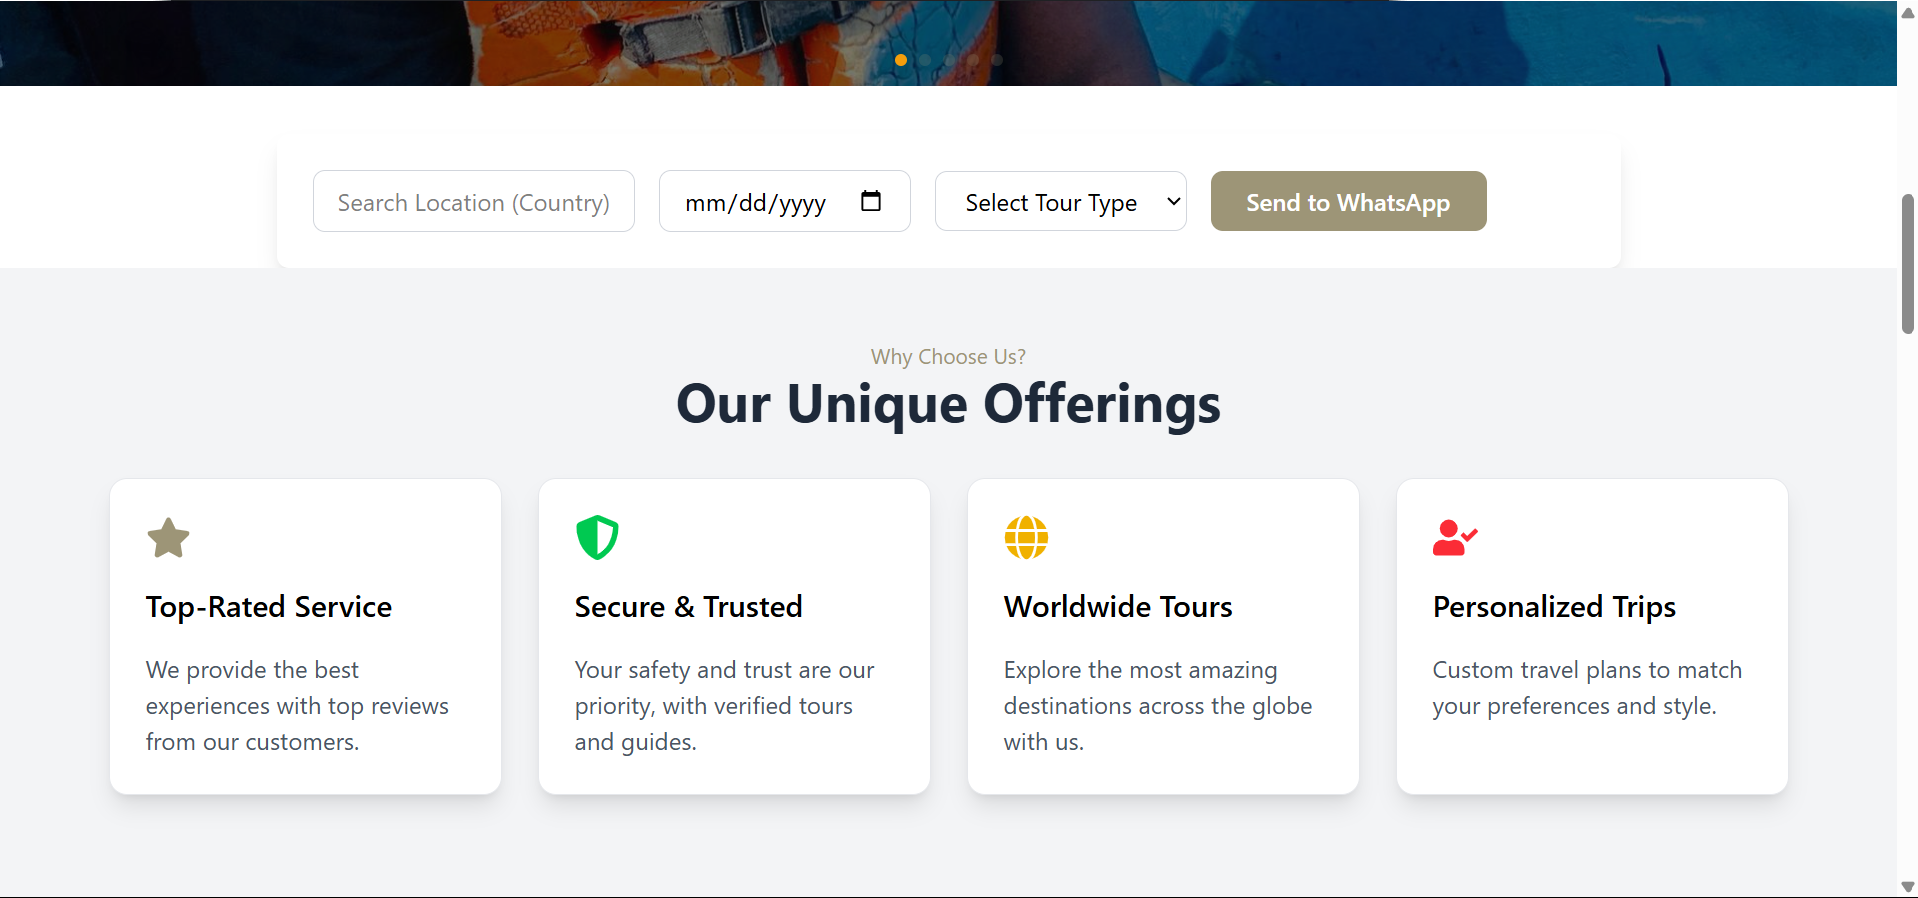 Search Location (Country)
mm/dd/yyyy
Select Tour Type
Send to WhatsApp
Why Choose Us?
Our Unique Offerings
Top-Rated Service
We provide the best
experiences with top reviews
from our customers.
Secure & Trusted
Your safety and trust are our
priority, with verified tours
and guides.
Worldwide Tours
Explore the most amazing
destinations across the globe
with us.
Personalized Trips
Custom travel plans to match
your preferences and style.